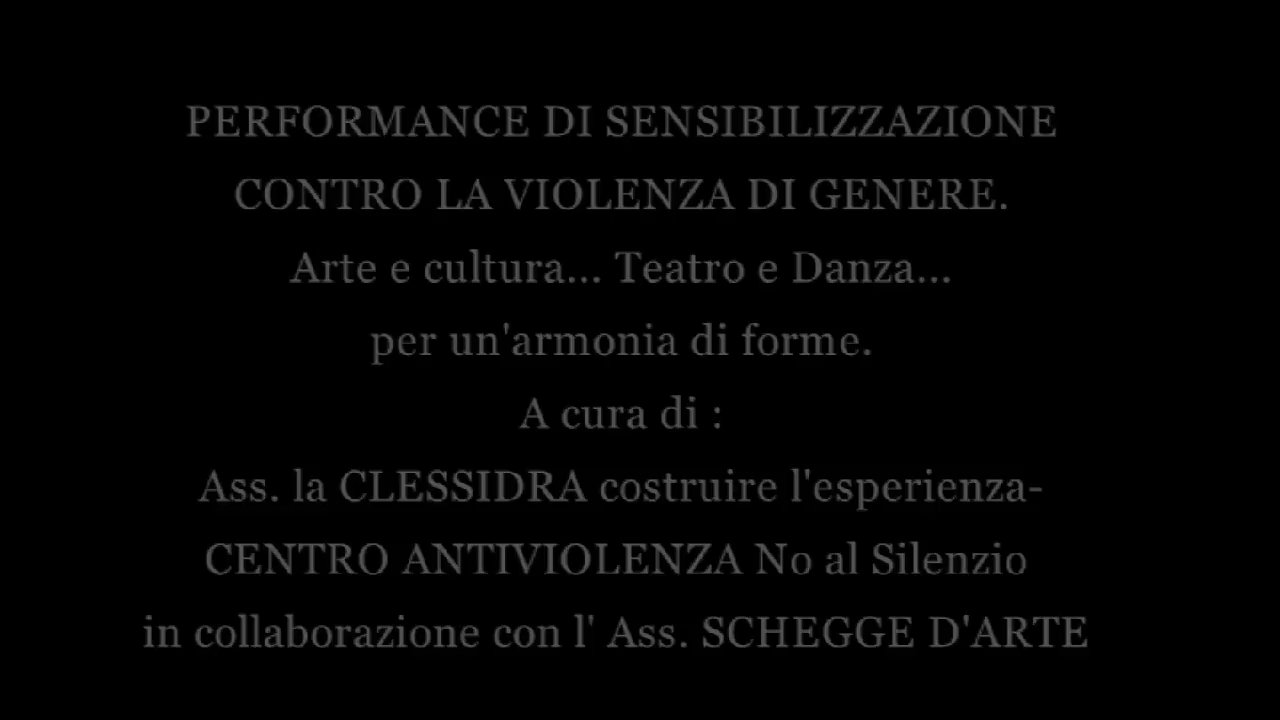 PERFORMANCE DI SENSIBILIZZAZIONE
CONTRO LA VIOLENZA DI GENERE.
Arte e cultura... Teatro e Danza...
per un'armonia di forme.
A cura di :
Ass. la CLESSIDRA costruire l'esperienza-
CENTRO ANTIVIOLENZA No al Silenzio
in collaborazione con l' Ass. SCHEGGE D'ARTE